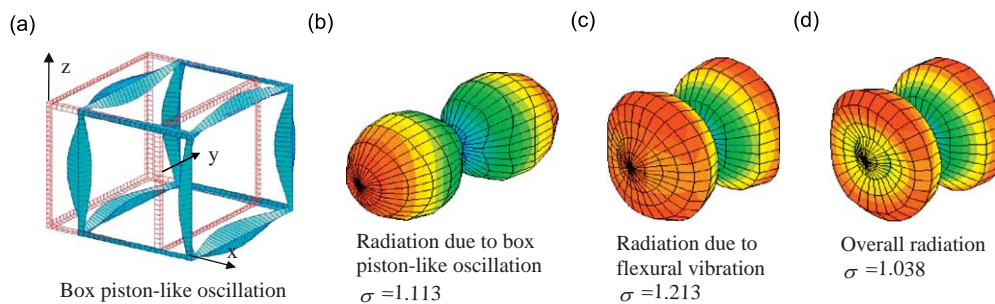 (a)
(b)
(c)
(d)
z
y
x
Box piston-like oscillation
Radiation due to box
piston-like oscillation
σ =1.113
Radiation due to
flexural vibration
σ =1.213
Overall radiation
σ =1.038